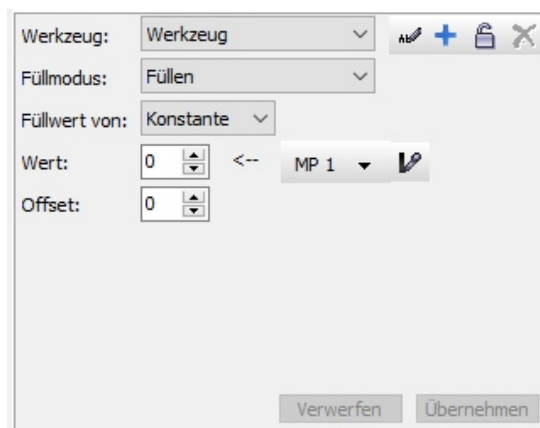 Werkzeug: Werkzeug
Füllmodus: Füllen
Füllwert von: Konstante
Wert: 0 <-- MP 1
Offset: 0
Verwerfen Übernehmen